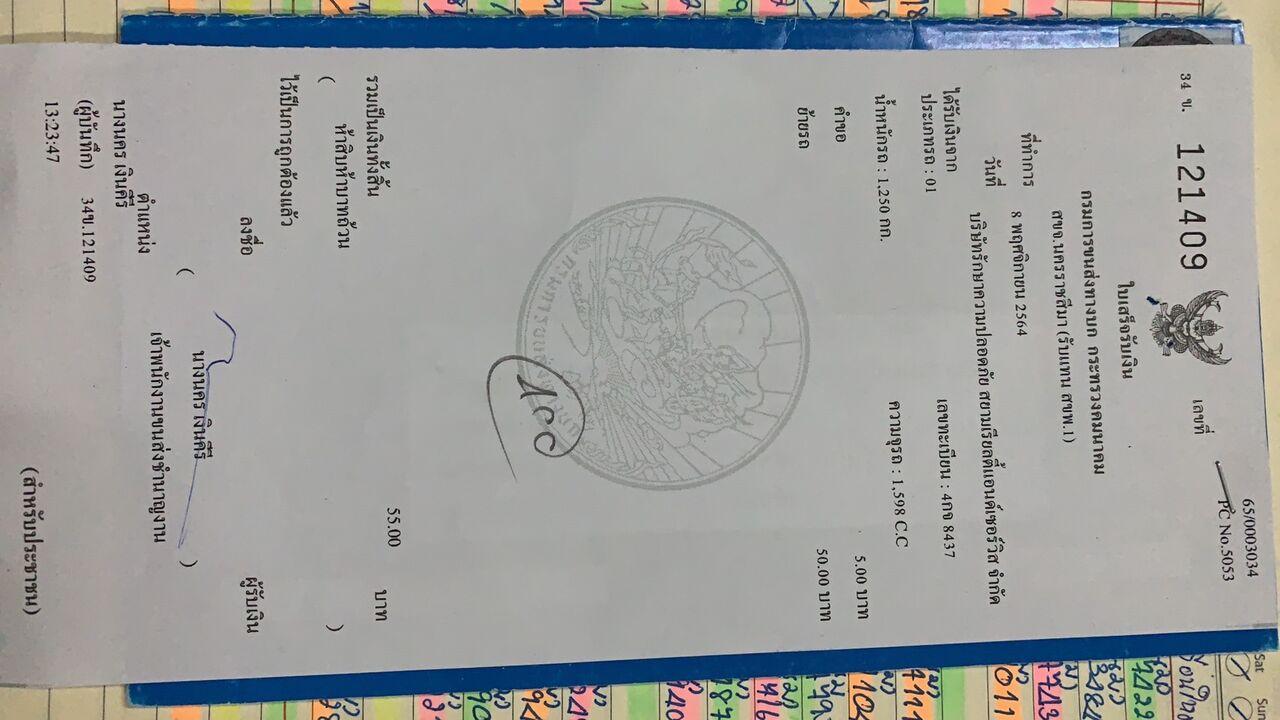 34 ข. 121409
เลขที่ 65/0003034
PC No.5053
ใบเสร็จรับเงิน
กรมการขนส่งทางบก กระทรวงคมนาคม
ที่ทำการ สขจ.นครราชสีมา (รับแทน สขพ.1)
วันที่ 8 พฤศจิกายน 2564
ได้รับเงินจาก บริษัทรักษาความปลอดภัย สยามเรียลตี้แอนด์เซอร์วิส จำกัด
ประเภทรถ : 01 เลขทะเบียน : 4กจ 8437
น้ำหนักรถ : 1,250 กก. ความจุรถ : 1,598 C.C
คำขอ 5.00 บาท
ย้ายรถ 50.00 บาท
100
รวมเป็นเงินทั้งสิ้น 55.00 บาท
( ห้าสิบห้าบาทถ้วน )
ไว้เป็นการถูกต้องแล้ว
ลงชื่อ ผู้รับเงิน
( นางนคร เงินคีรี )
ตำแหน่ง เจ้าพนักงานขนส่งชำนาญงาน
นางนคร เงินคีรี
(ผู้บันทึก) 34ข.121409
13:23:47
(สำหรับประชาชน)
Sat
Sun